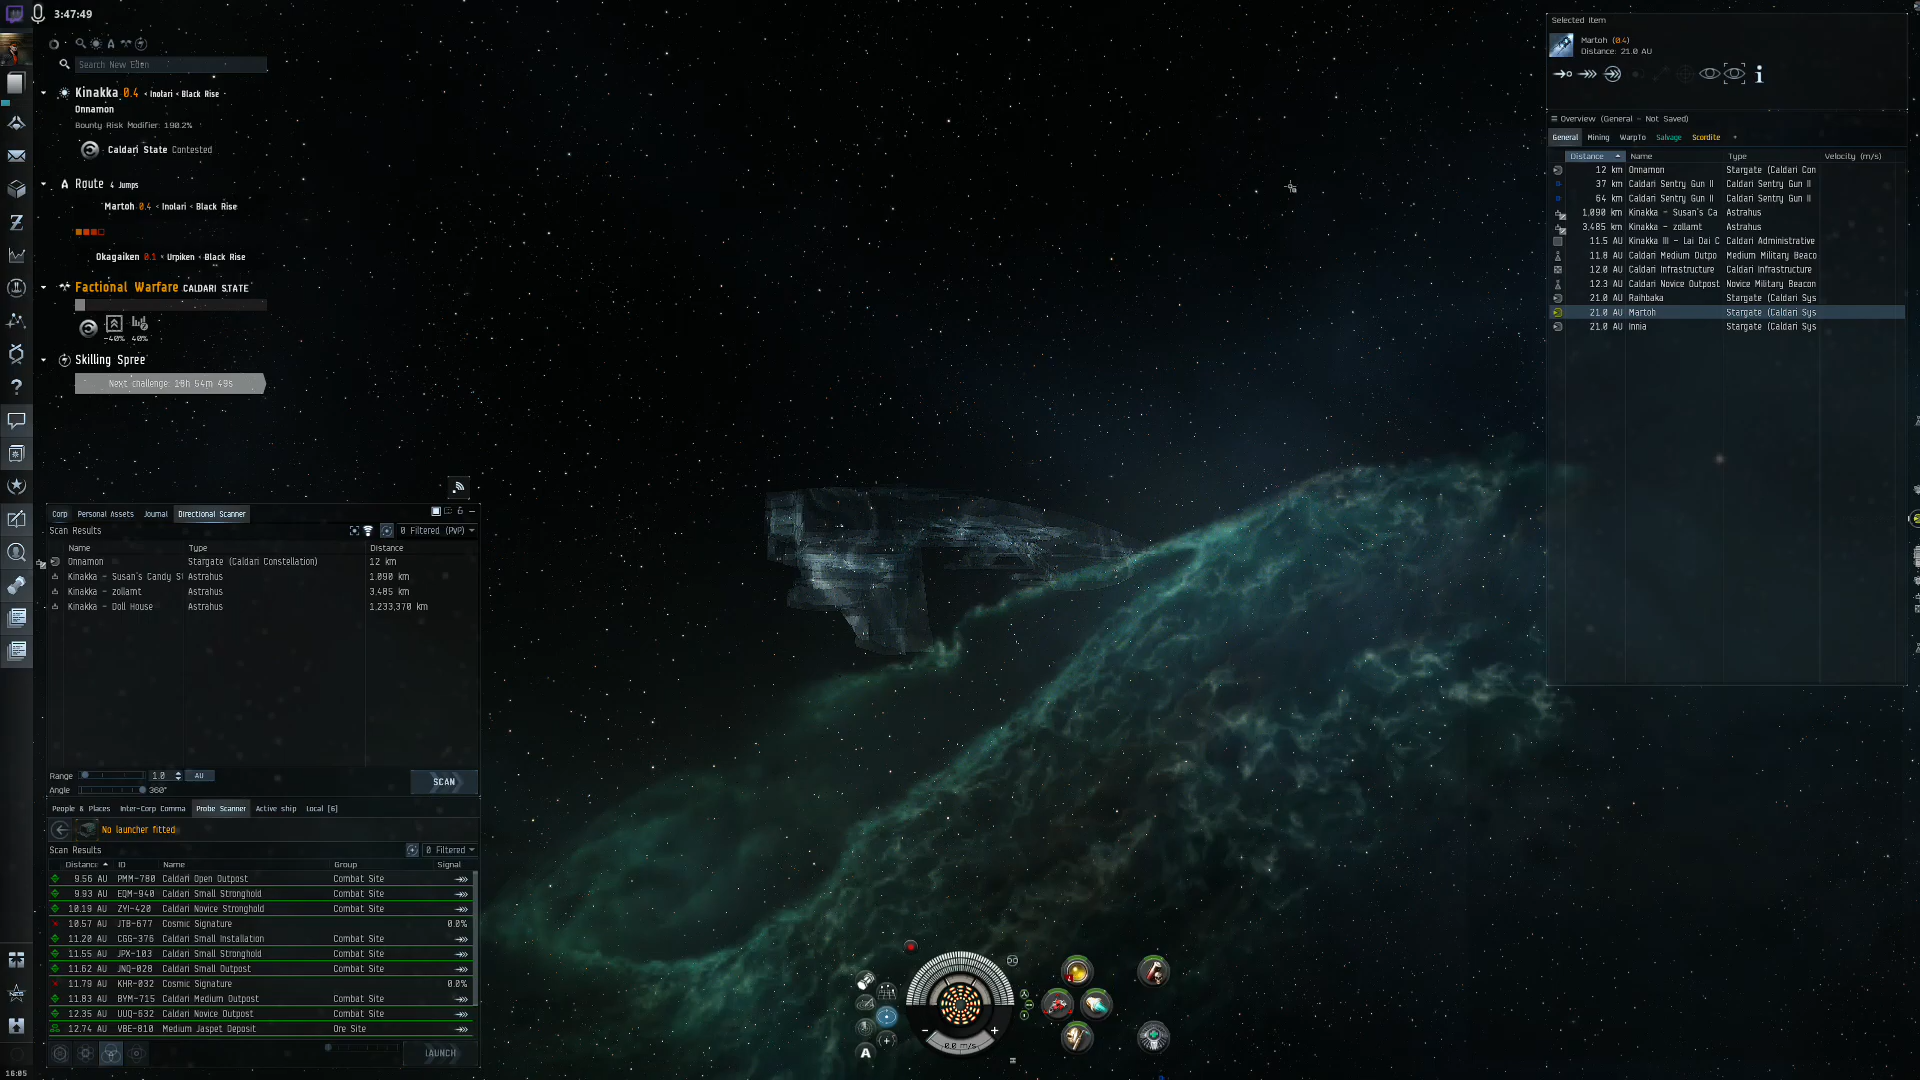 3:47:49
Search New Eden
Kinakka 0.4 < Inolari < Black Rise
Onnamon
Bounty Risk Modifier: 190.2%
Caldari State Contested
Route 4 Jumps
Martoh 0.4 < Inolari < Black Rise
Okagaiken 0.1 < Urpiken < Black Rise
Factional Warfare CALDARI STATE
-40% 40%
Skilling Spree
Next challenge: 18h 54m 49s
Corp Personal Assets Journal Directional Scanner
Scan Results 0 Filtered (PVP)
Name Type Distance
Onnamon Stargate (Caldari Constellation) 12 km
Kinakka - Susan's Candy St Astrahus 1,090 km
Kinakka - zollamt Astrahus 3,485 km
Kinakka - Doll House Astrahus 1,233,370 km
Range 1.0 AU
Angle 360°
SCAN
People & Places Inter-Corp Comma Probe Scanner Active ship Local [6]
No launcher fitted
Scan Results 0 Filtered
Distance ID Name Group Signal
9.56 AU PMM-780 Caldari Open Outpost Combat Site
9.93 AU EQM-940 Caldari Small Stronghold Combat Site
10.19 AU ZYI-420 Caldari Novice Stronghold Combat Site
10.57 AU JTB-677 Cosmic Signature 0.0%
11.20 AU CGG-376 Caldari Small Installation Combat Site
11.55 AU JPX-103 Caldari Small Stronghold Combat Site
11.62 AU JNQ-028 Caldari Small Outpost Combat Site
11.79 AU KHR-032 Cosmic Signature 0.0%
11.83 AU BYM-715 Caldari Medium Outpost Combat Site
12.35 AU UUQ-632 Caldari Novice Outpost Combat Site
12.74 AU VBE-810 Medium Jaspet Deposit Ore Site
LAUNCH
16:05
A
0.0 m/s
Selected Item
Martoh (0.4)
Distance: 21.0 AU
Overview (General - Not Saved)
General Mining WarpTo Salvage Scordite +
Distance Name Type Velocity (m/s)
12 km Onnamon Stargate (Caldari Con
37 km Caldari Sentry Gun II Caldari Sentry Gun II
64 km Caldari Sentry Gun II Caldari Sentry Gun II
1,090 km Kinakka - Susan's Ca Astrahus
3,485 km Kinakka - zollamt Astrahus
11.5 AU Kinakka III - Lai Dai C Caldari Administrative
11.8 AU Caldari Medium Outpo Medium Military Beaco
12.0 AU Caldari Infrastructure Caldari Infrastructure
12.3 AU Caldari Novice Outpost Novice Military Beacon
21.0 AU Raihbaka Stargate (Caldari Sys
21.0 AU Martoh Stargate (Caldari Sys
21.0 AU Innia Stargate (Caldari Sys